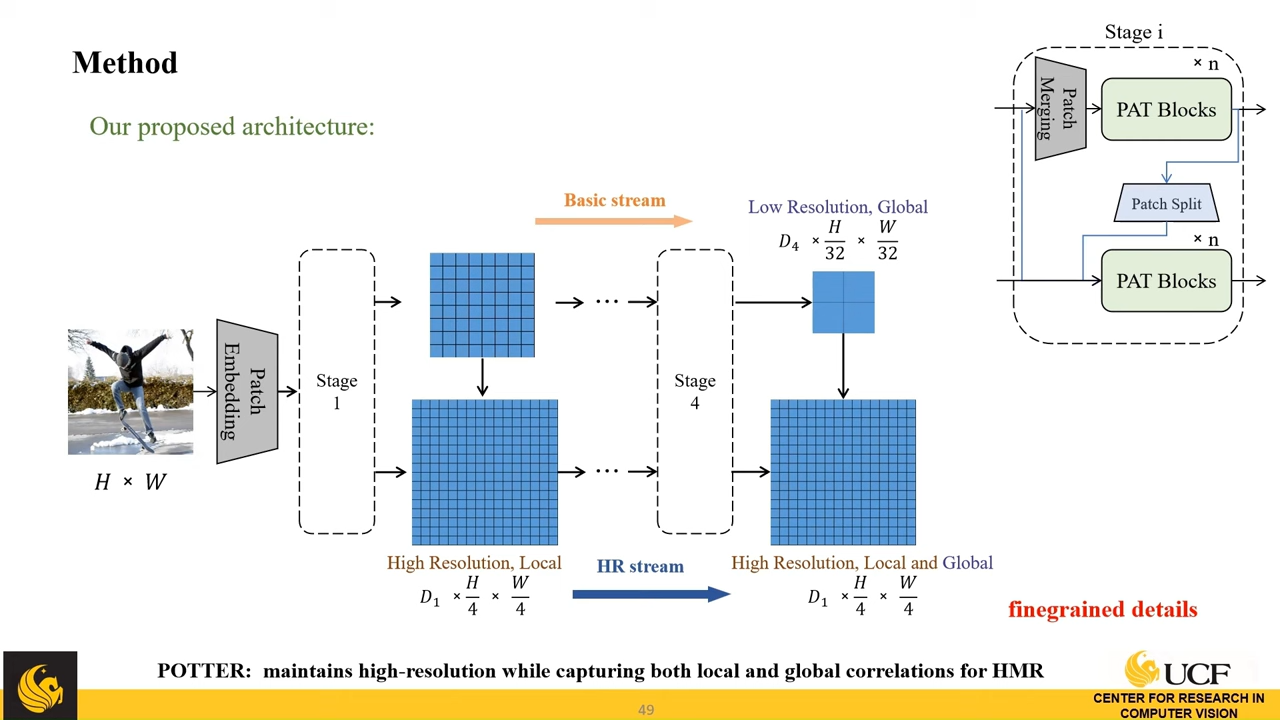 Method
Our proposed architecture:
Stage i
× n
Patch Merging
PAT Blocks
Patch Split
× n
PAT Blocks
Basic stream
Low Resolution, Global
D₄ × H/32 × W/32
Patch Embedding
Stage 1
...
Stage 4
...
H × W
High Resolution, Local
D₁ × H/4 × W/4
HR stream
High Resolution, Local and Global
D₁ × H/4 × W/4
finegrained details
POTTER: maintains high-resolution while capturing both local and global correlations for HMR
UCF
CENTER FOR RESEARCH IN
COMPUTER VISION
49